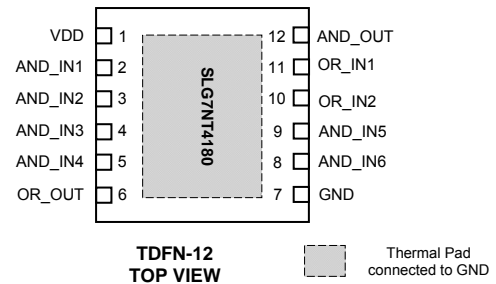 VDD 1 12 AND_OUT
AND_IN1 2 11 OR_IN1
AND_IN2 3 10 OR_IN2
AND_IN3 4 9 AND_IN5
AND_IN4 5 8 AND_IN6
OR_OUT 6 7 GND
SLG7NT4180
TDFN-12
TOP VIEW
Thermal Pad
connected to GND